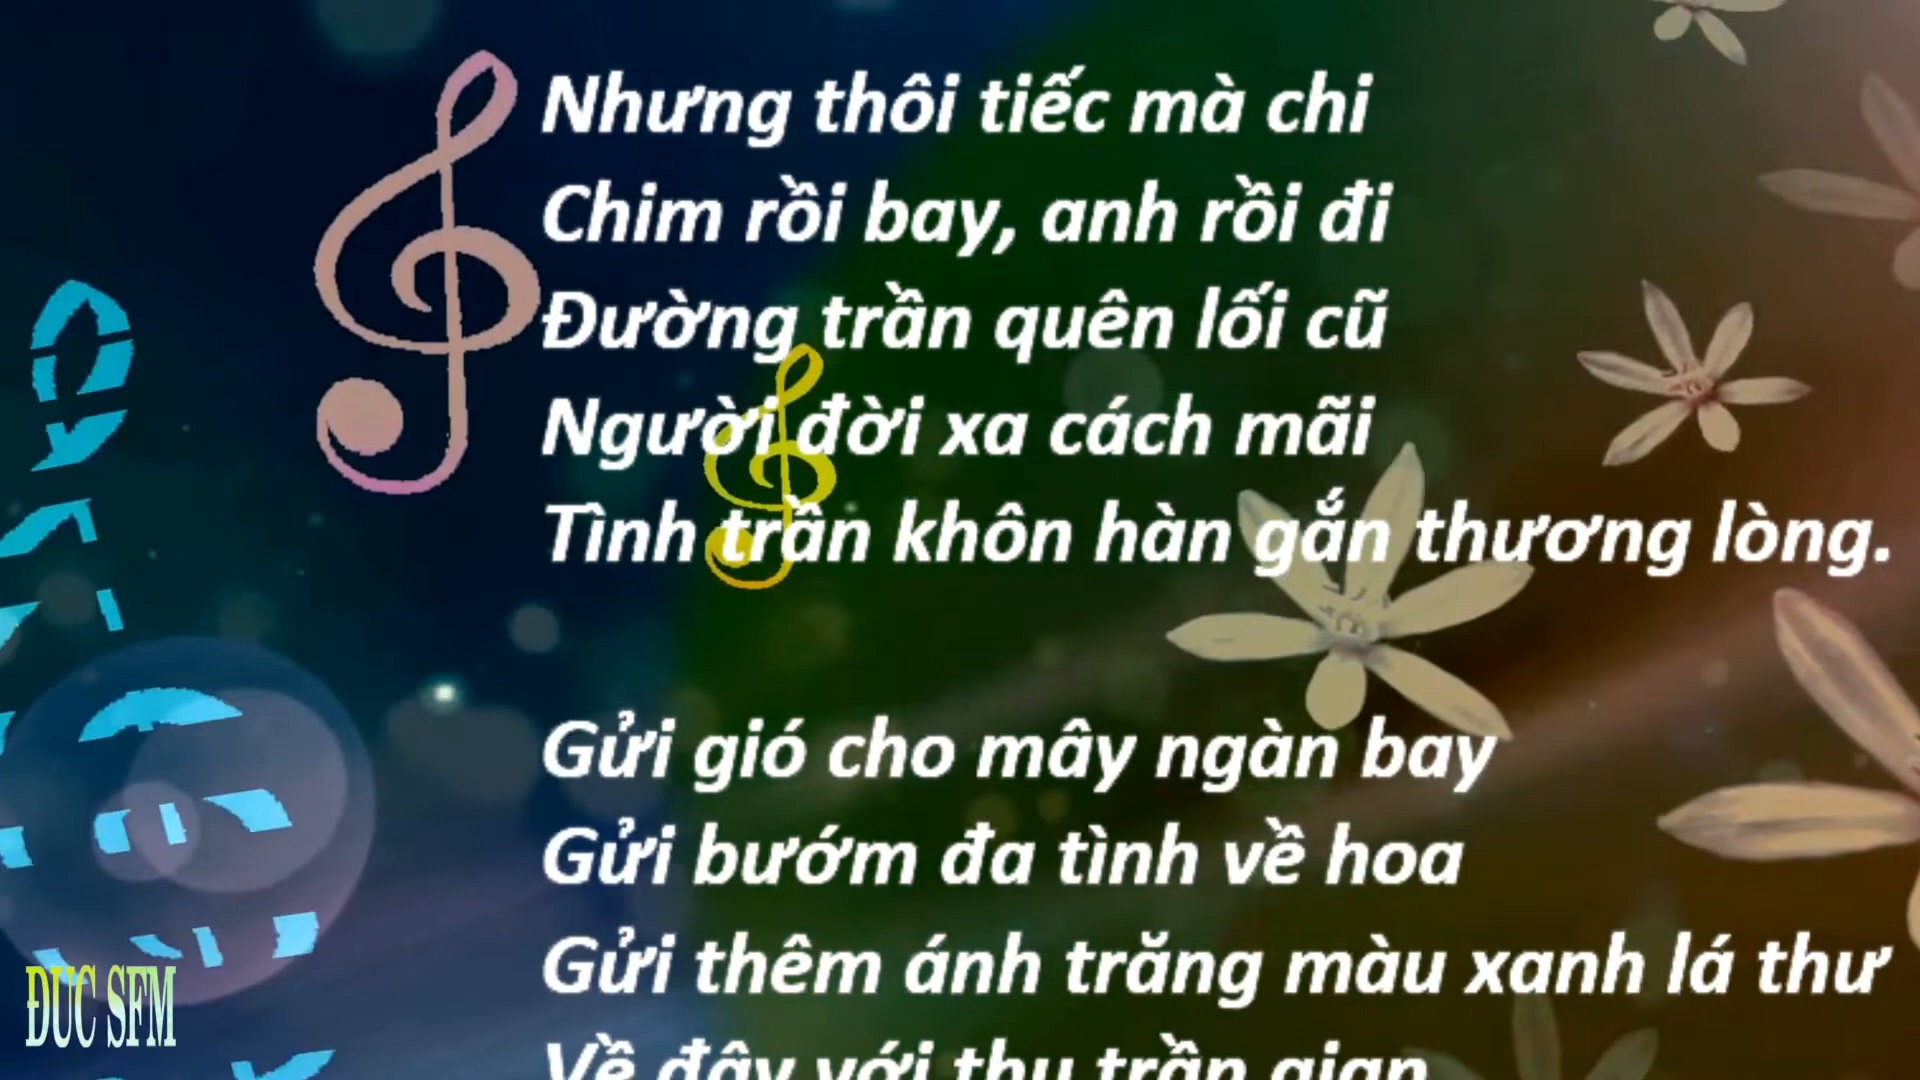 Nhưng thôi tiếc mà chi
Chim rồi bay, anh rồi đi
Đường trần quên lối cũ
Người đời xa cách mãi
Tình trần khôn hàn gắn thương lòng.
Gửi gió cho mây ngàn bay
Gửi bướm đa tình về hoa
Gửi thêm ánh trăng màu xanh lá thư
Về đây với thu trần gian
ĐUC SFM